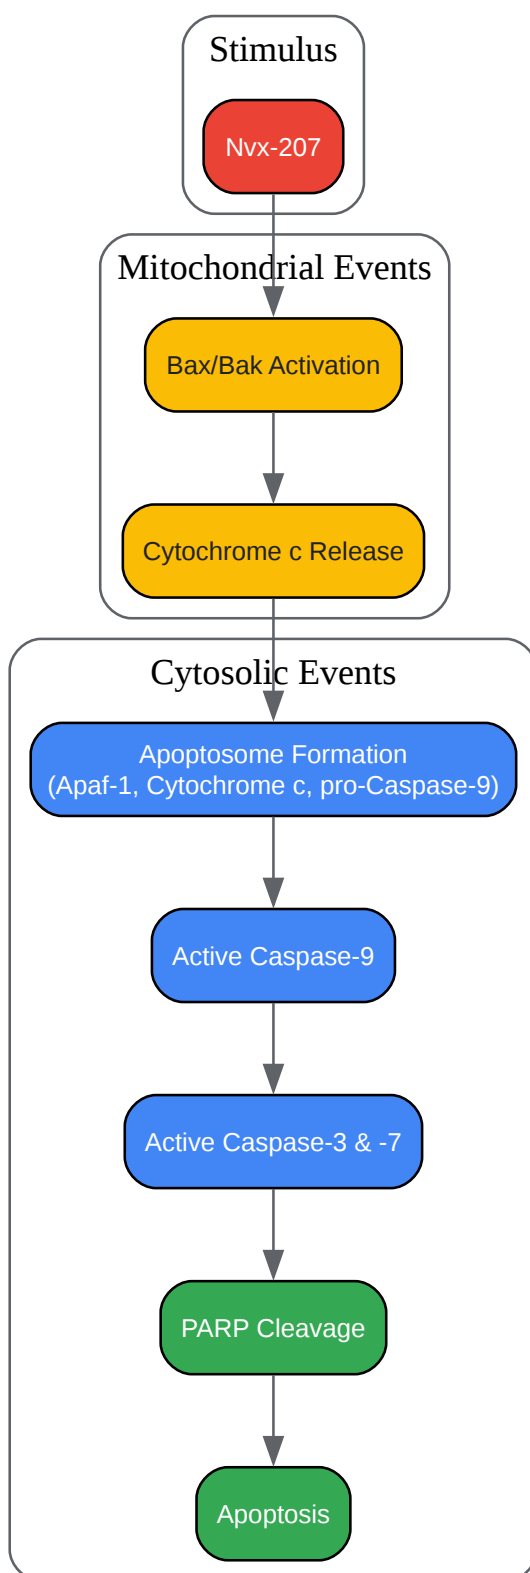 Stimulus
Nvx-207
Mitochondrial Events
Bax/Bak Activation
Cytochrome c Release
Cytosolic Events
Apoptosome Formation
(Apaf-1, Cytochrome c, pro-Caspase-9)
Active Caspase-9
Active Caspase-3 & -7
PARP Cleavage
Apoptosis